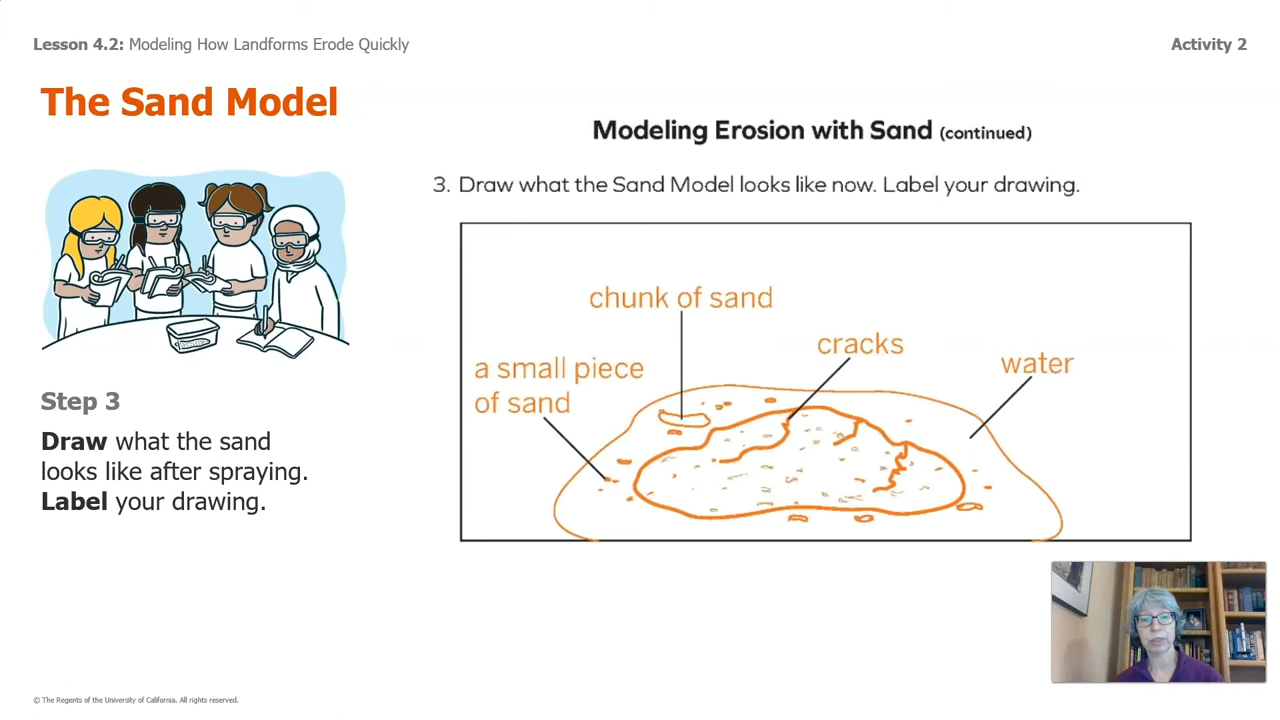 Lesson 4.2: Modeling How Landforms Erode Quickly
Activity 2
The Sand Model
Modeling Erosion with Sand (continued)
3. Draw what the Sand Model looks like now. Label your drawing.
chunk of sand
cracks
water
a small piece
of sand
Step 3
Draw what the sand
looks like after spraying.
Label your drawing.
© The Regents of the University of California. All rights reserved.